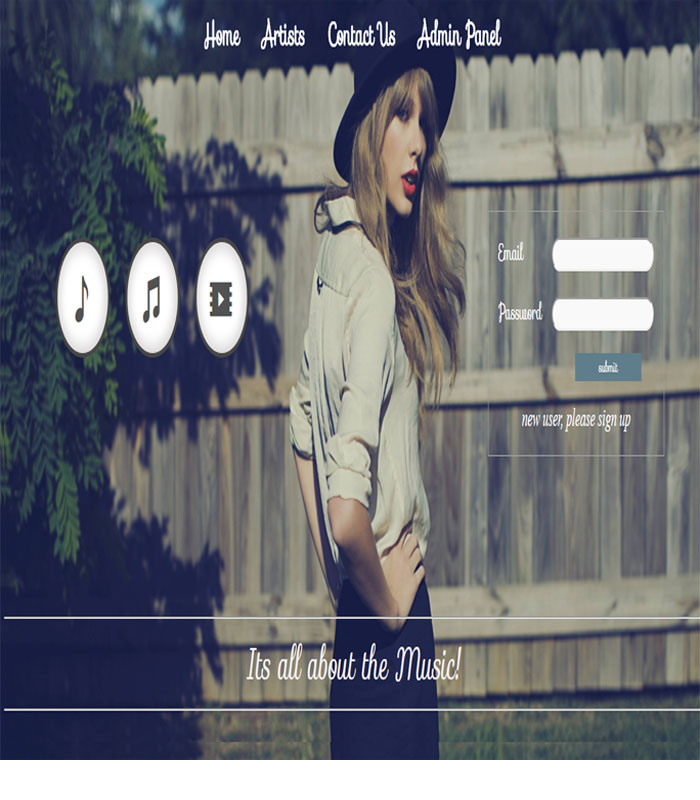 Home Artists Contact Us Admin Panel
Email
Password
submit
new user, please sign up
Its all about the Music!